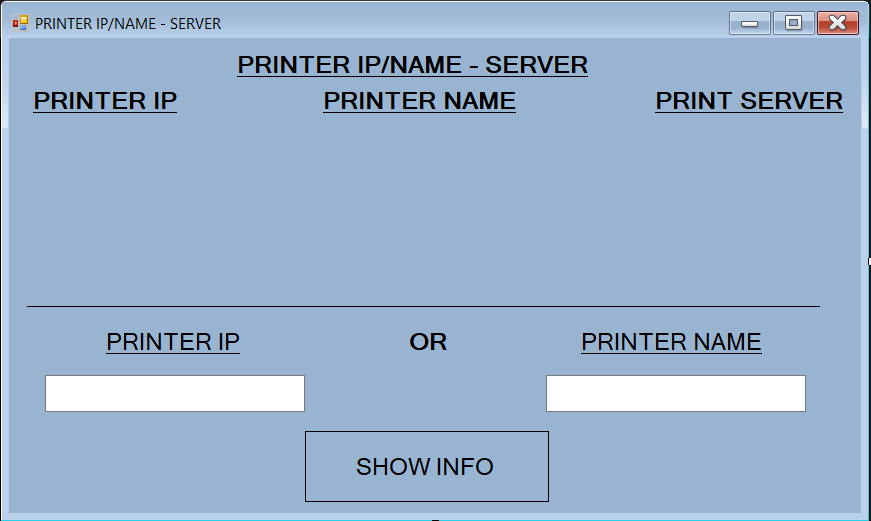 PRINTER IP/NAME - SERVER
PRINTER IP/NAME - SERVER
PRINTER IP PRINTER NAME PRINT SERVER
PRINTER IP OR PRINTER NAME
SHOW INFO